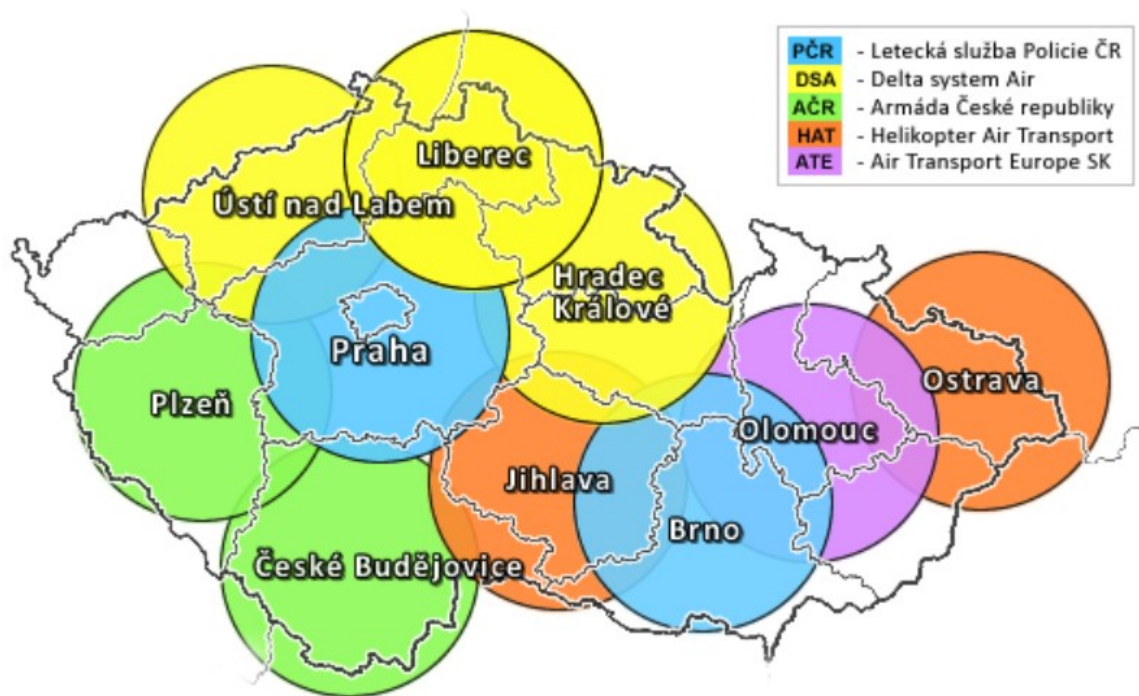 PČR - Letecká služba Policie ČR
DSA - Delta system Air
AČR - Armáda České republiky
HAT - Helikopter Air Transport
ATE - Air Transport Europe SK
Liberec
Ústí nad Labem
Hradec
Králové
Praha
Plzeň
Ostrava
Olomouc
Jihlava
Brno
České Budějovice